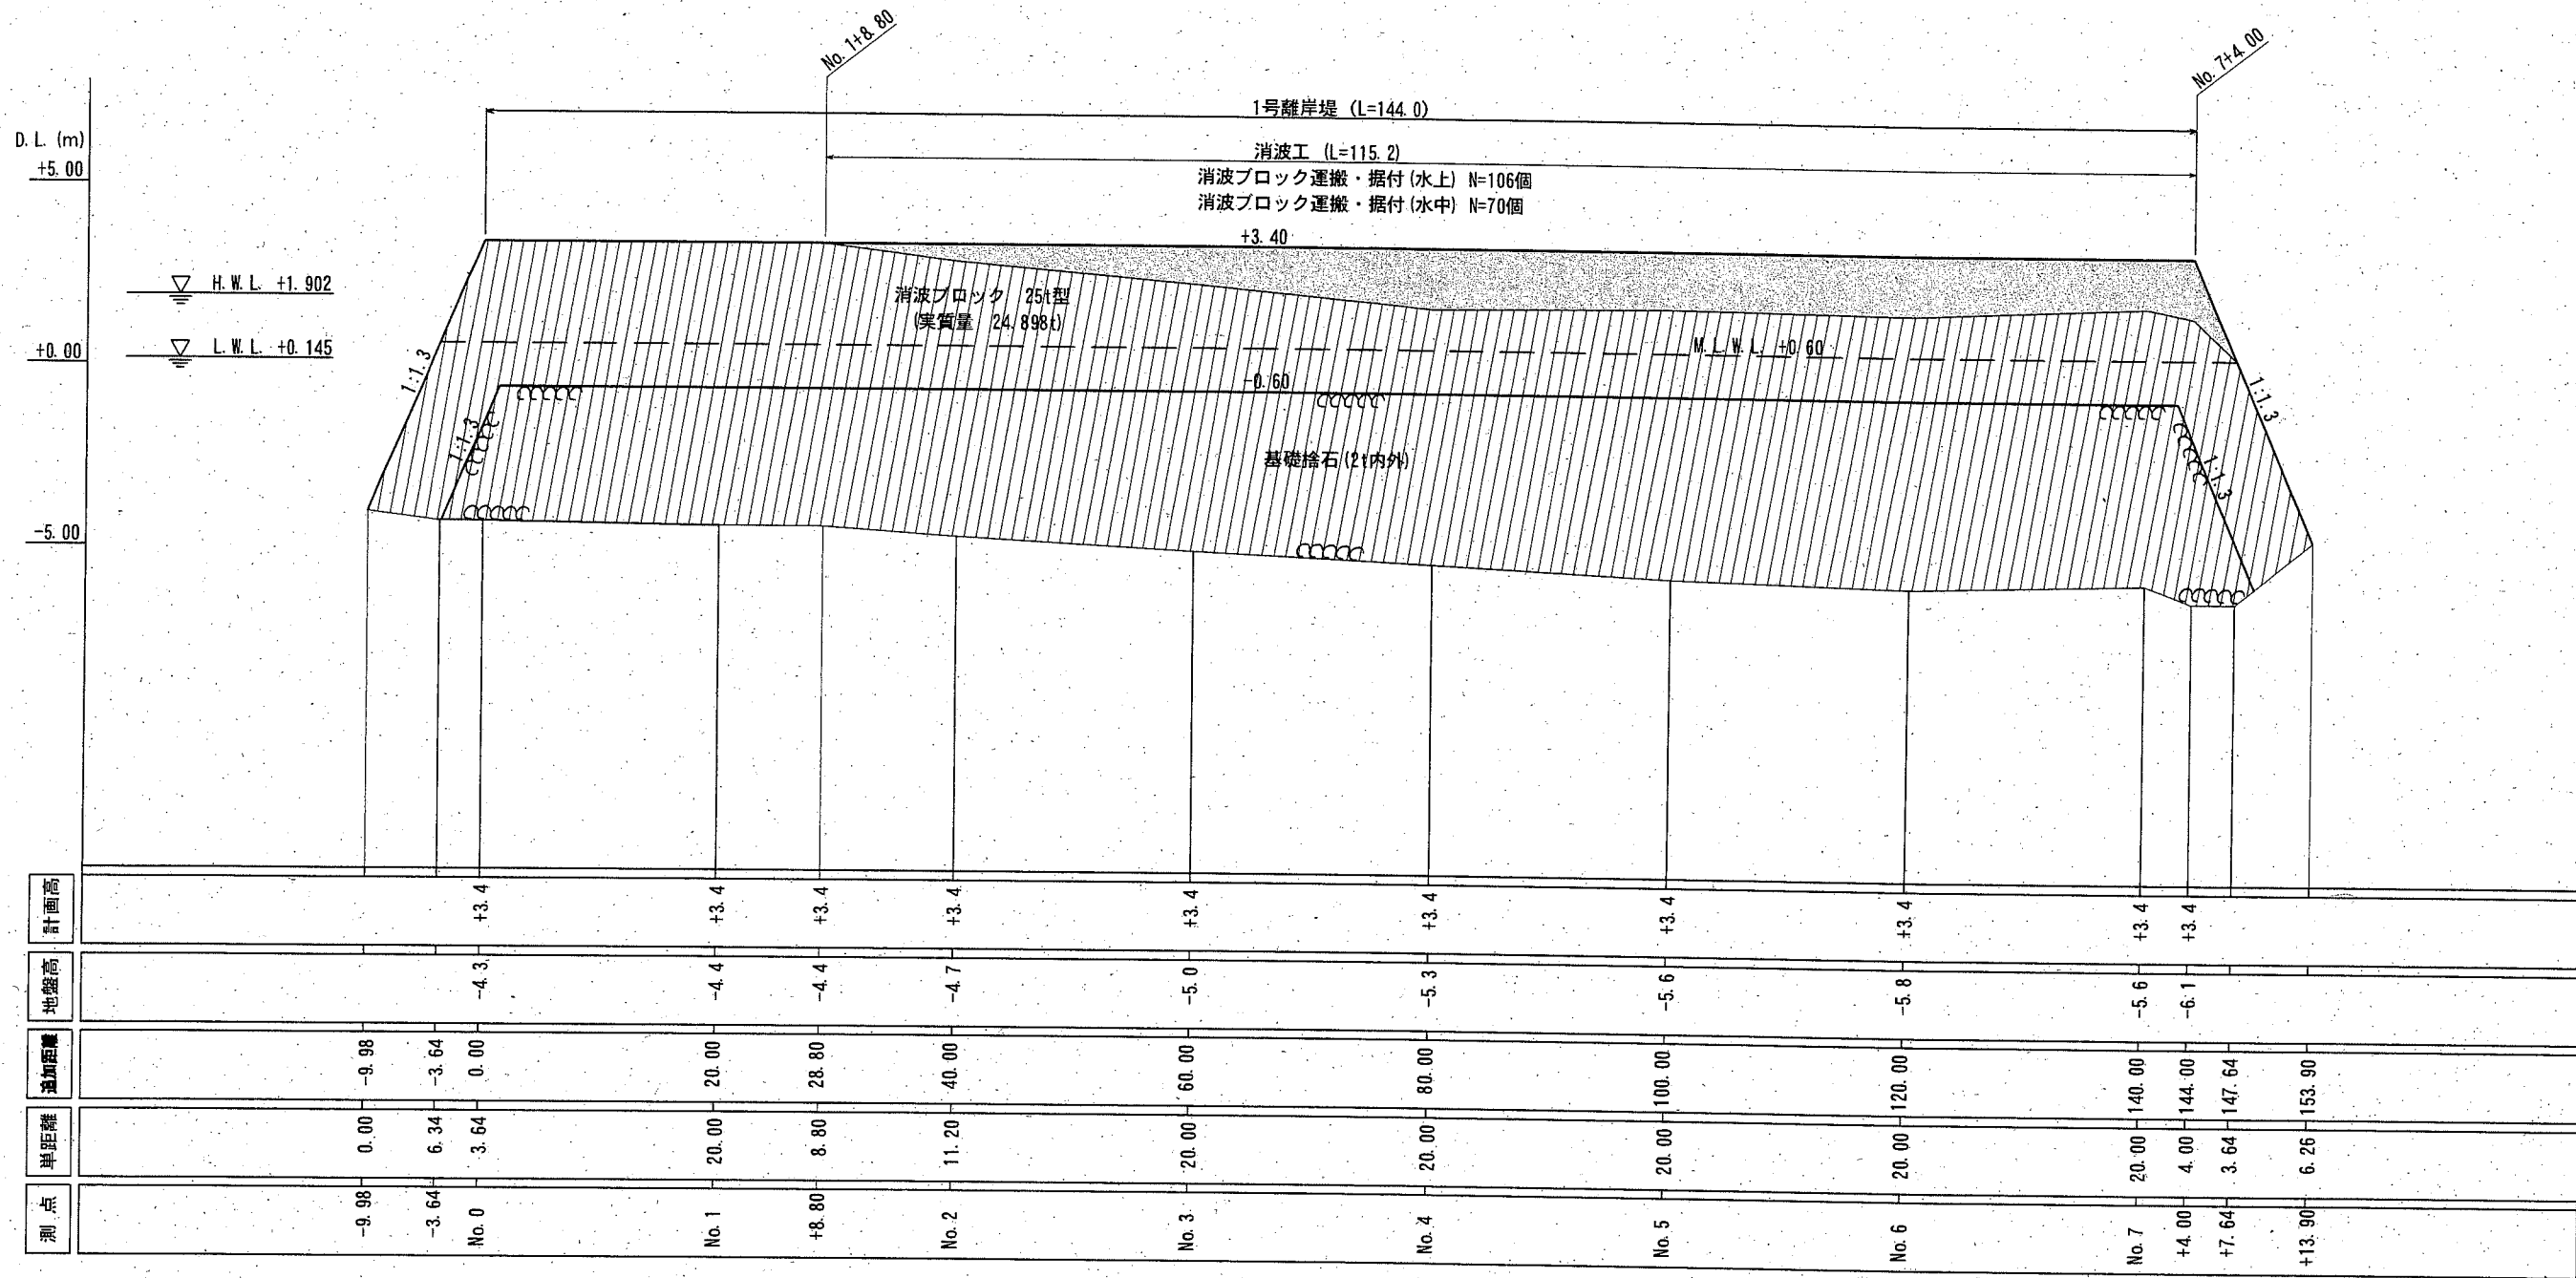 No. 1+8. 80
No. 7+4. 00
1号離岸堤 (L=144. 0)
消波工 (L=115. 2)
消波ブロック運搬・据付(水上) N=106個
消波ブロック運搬・据付(水中) N=70個
D. L. (m)
+5. 00
+0. 00
-5. 00
H. W. L. +1. 902
L. W. L. +0. 145
+3. 40
消波ブロック 25t型
(実質量 24. 898t)
M. L. W. L. +0. 60
-0. 60
1:1. 3
1:1. 3
1:1. 3
1:1. 3
基礎捨石(2t内外)
計画高 +3. 4 +3. 4 +3. 4 +3. 4 +3. 4 +3. 4 +3. 4 +3. 4 +3. 4 +3. 4
地盤高 -4. 3 -4. 4 -4. 4 -4. 7 -5. 0 -5. 3 -5. 6 -5. 8 -5. 6 -6. 1
追加距離 -9. 98 -3. 64 0. 00 20. 00 28. 80 40. 00 60. 00 80. 00 100. 00 120. 00 140. 00 144. 00 147. 64 153. 90
単距離 0. 00 6. 34 3. 64 20. 00 8. 80 11. 20 20. 00 20. 00 20. 00 20. 00 20. 00 4. 00 3. 64 6. 26
測点 -9. 98 -3. 64 No. 0 No. 1 +8. 80 No. 2 No. 3 No. 4 No. 5 No. 6 No. 7 +4. 00 +7. 64 +13. 90